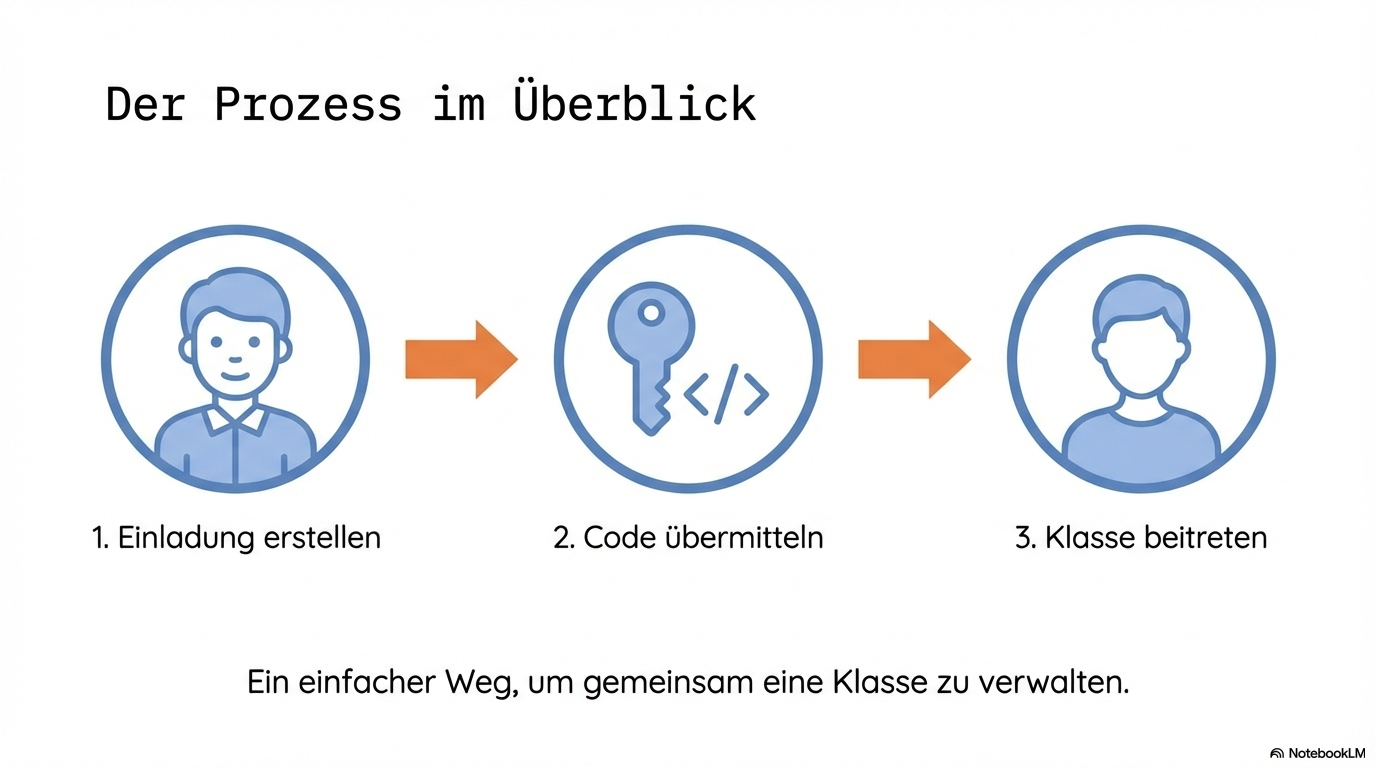 Der Prozess im Überblick
1. Einladung erstellen
2. Code übermitteln
3. Klasse beitreten
Ein einfacher Weg, um gemeinsam eine Klasse zu verwalten.
NotebookLM